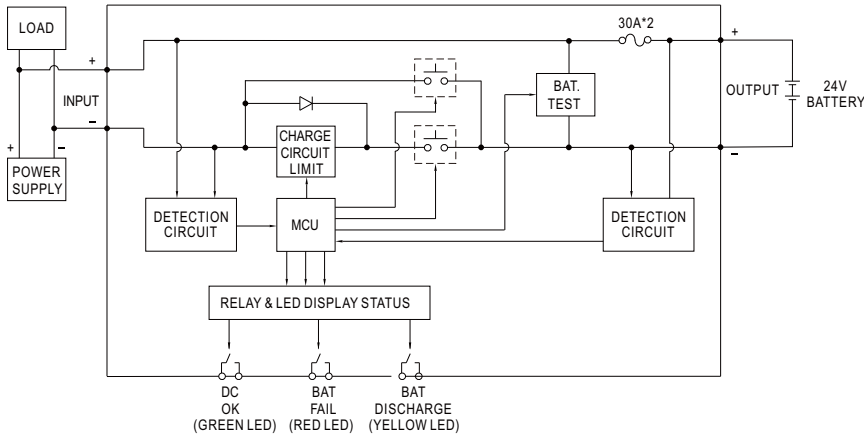 LOAD
+
INPUT
–
+
–
POWER
SUPPLY
30A*2
+
OUTPUT
–
24V
BATTERY
BAT.
TEST
CHARGE
CIRCUIT
LIMIT
DETECTION
CIRCUIT
MCU
DETECTION
CIRCUIT
RELAY & LED DISPLAY STATUS
DC
OK
(GREEN LED)
BAT
FAIL
(RED LED)
BAT
DISCHARGE
(YELLOW LED)